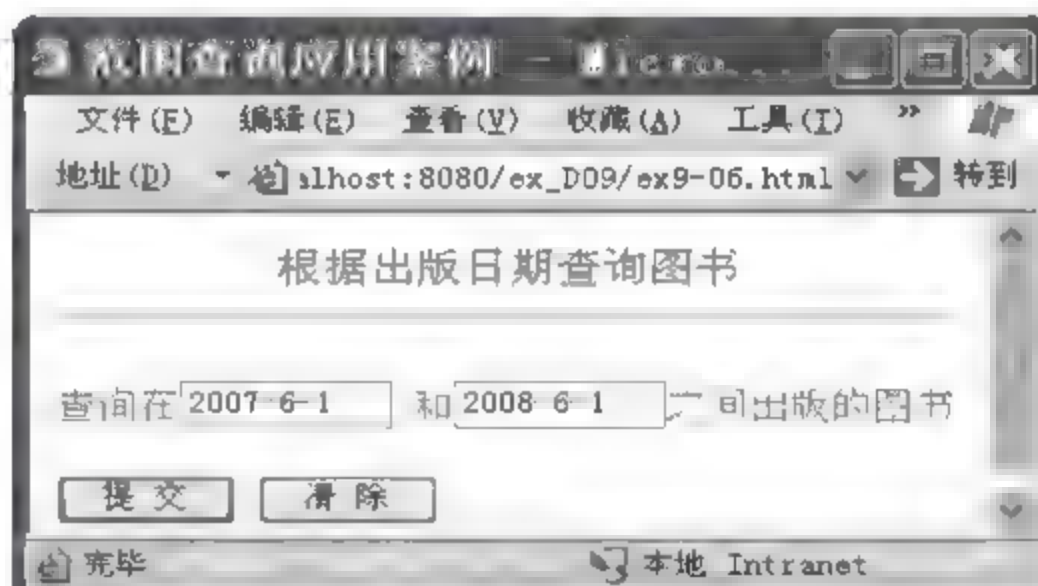 范围查询应用案例 - Micro...
文件(F) 编辑(E) 查看(V) 收藏(A) 工具(I) »
地址(D) alhost:8080/ex_D09/ex9-06.html 转到
根据出版日期查询图书
查询在 2007-6-1 和 2008-6-1 之间出版的图书
提 交 清 除
完毕 本地 Intranet